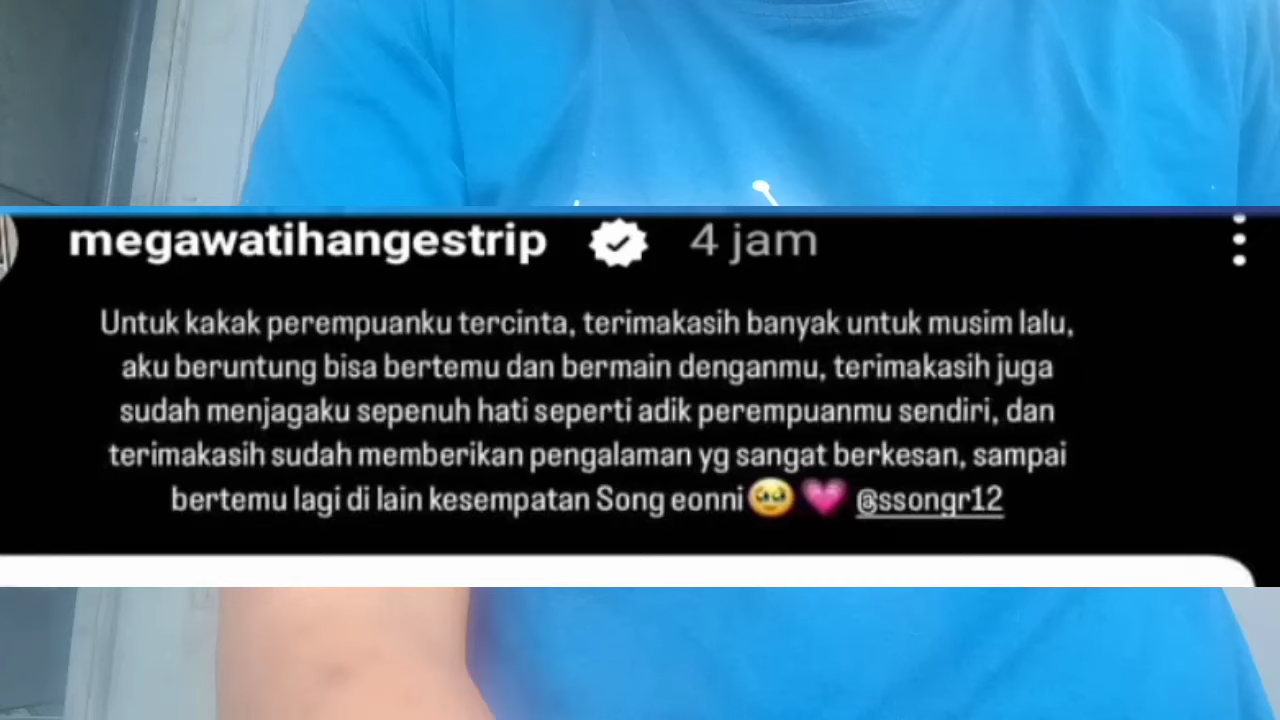 megawatihangestrip 4 jam
Untuk kakak perempuanku tercinta, terimakasih banyak untuk musim lalu,
aku beruntung bisa bertemu dan bermain denganmu, terimakasih juga
sudah menjagaku sepenuh hati seperti adik perempuanmu sendiri, dan
terimakasih sudah memberikan pengalaman yg sangat berkesan, sampai
bertemu lagi di lain kesempatan Song eonni🥹💗 @ssongr12